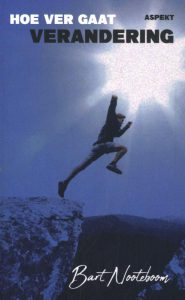 HOE VER GAAT
ASPEKT
VERANDERING
Bart Nooteboom